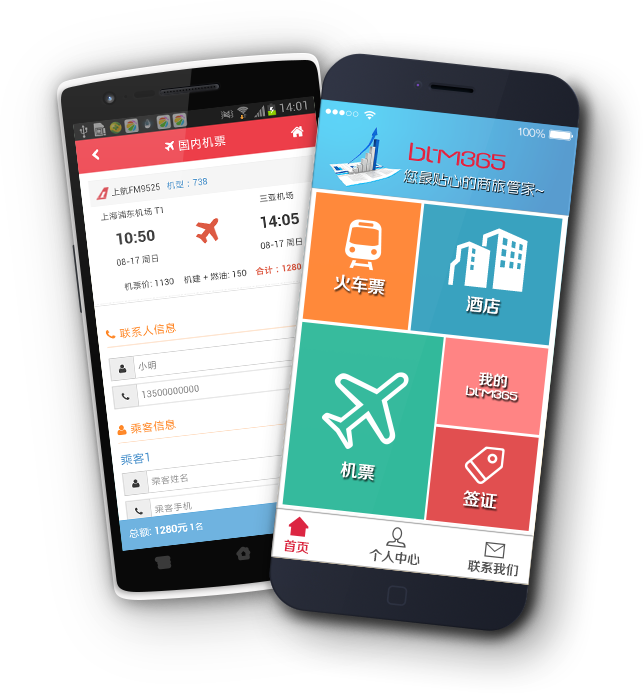 14:01
国内机票
上航FM9525 机型：738
上海浦东机场 T1
三亚机场
10:50
14:05
08-17 周日
08-17 周日
机票价: 1130 机建 + 燃油: 150 合计：1280
联系人信息
小明
13500000000
乘客信息
乘客1
乘客姓名
乘客手机
总额: 1280元 1名
100%
btm365
您最贴心的商旅管家~
火车票
酒店
机票
我的
btm365
签证
首页
个人中心
联系我们